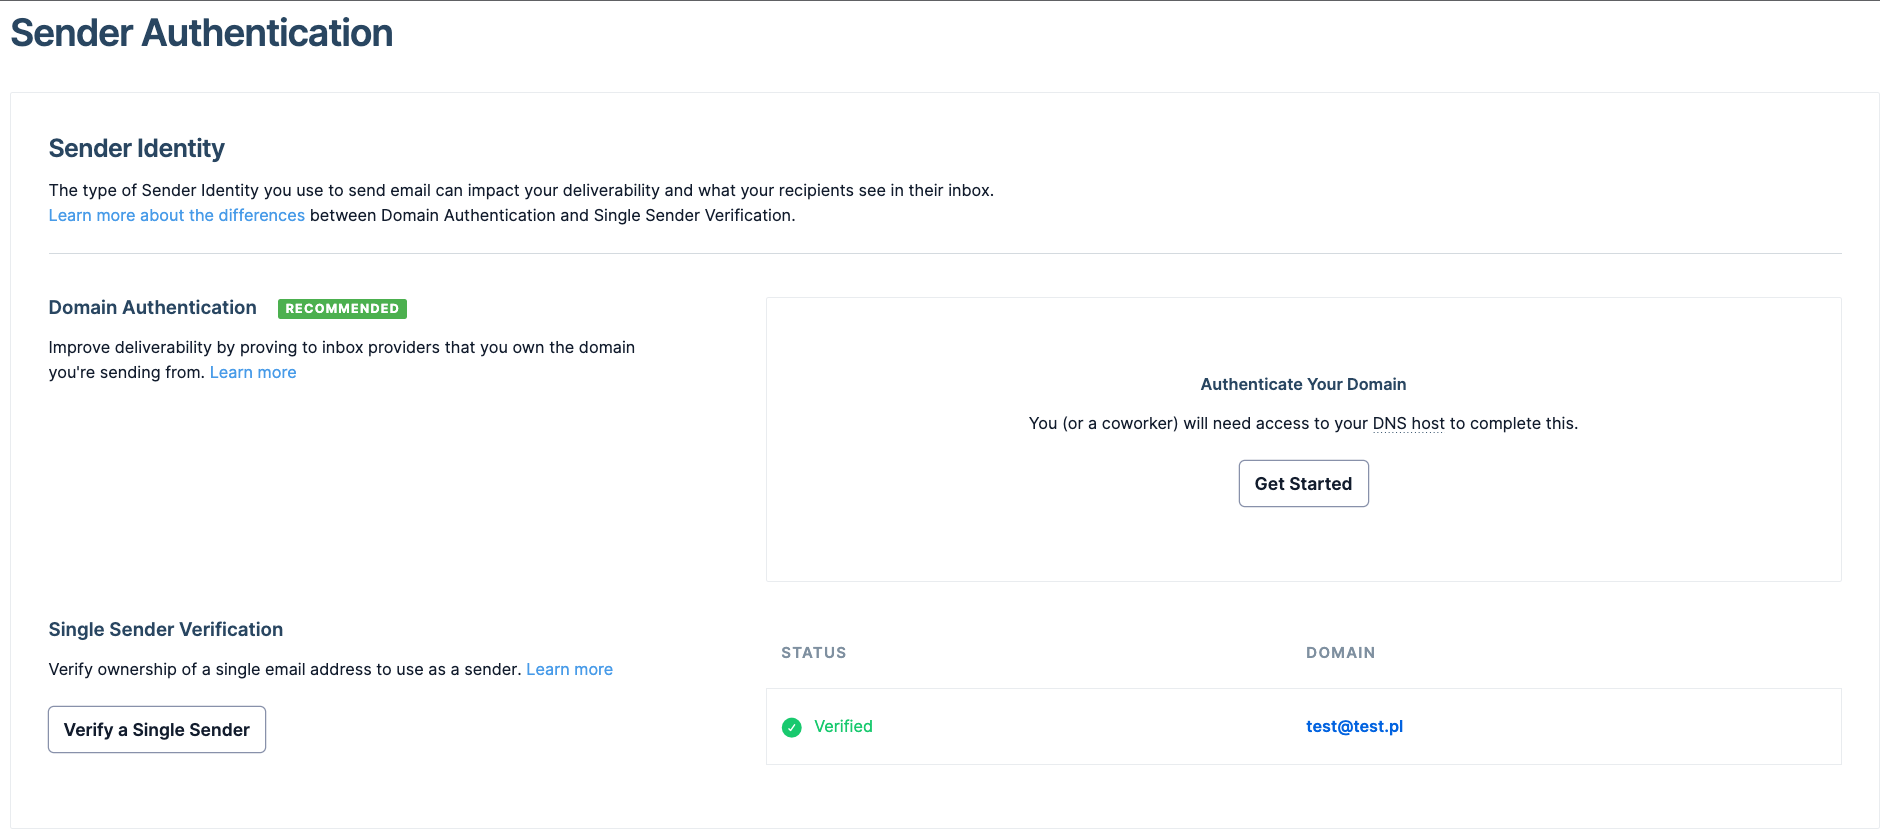 Sender Authentication
Sender Identity
The type of Sender Identity you use to send email can impact your deliverability and what your recipients see in their inbox.
Learn more about the differences between Domain Authentication and Single Sender Verification.
Domain Authentication RECOMMENDED
Improve deliverability by proving to inbox providers that you own the domain
you're sending from. Learn more
Authenticate Your Domain
You (or a coworker) will need access to your DNS host to complete this.
Get Started
Single Sender Verification
Verify ownership of a single email address to use as a sender. Learn more
Verify a Single Sender
STATUS DOMAIN
Verified test@test.pl